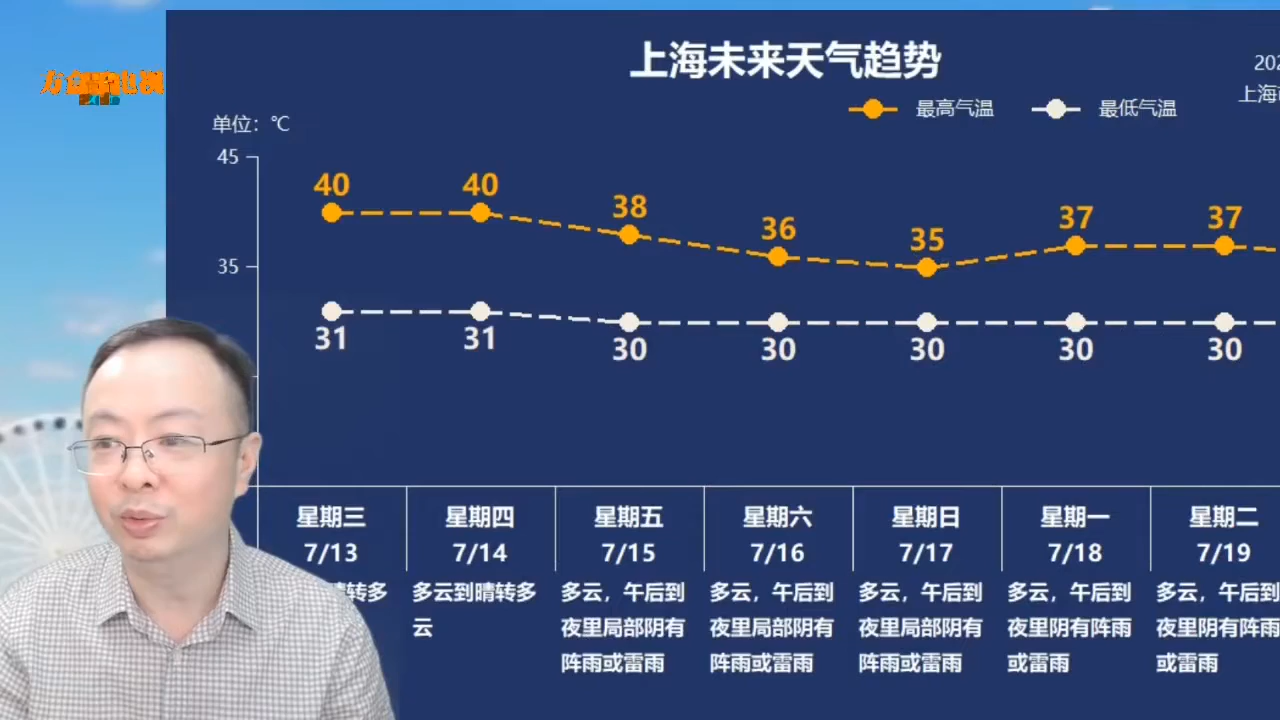 上海未来天气趋势
202
上海
最高气温
最低气温
单位：℃
45
35
40
40
38
36
35
37
37
31
31
30
30
30
30
30
星期三
星期四
星期五
星期六
星期日
星期一
星期二
7/13
7/14
7/15
7/16
7/17
7/18
7/19
转多
多云到晴转多
云
多云，午后到
夜里局部阴有
阵雨或雷雨
多云，午后到
夜里局部阴有
阵雨或雷雨
多云，午后到
夜里局部阴有
阵雨或雷雨
多云，午后到
夜里阴有阵雨
或雷雨
多云，午后到
夜里阴有阵雨
或雷雨